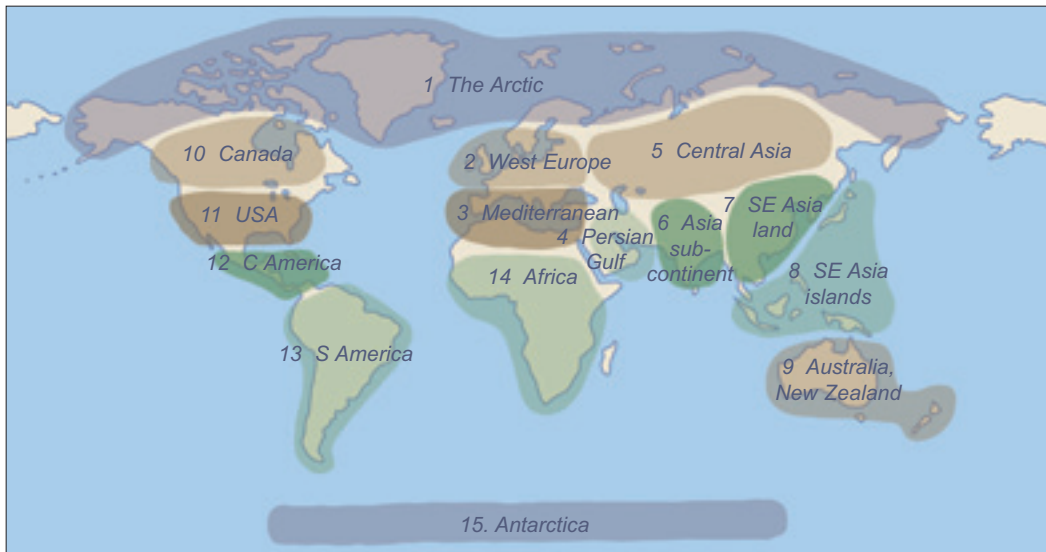 1 The Arctic
2 West Europe
3 Mediterranean
4 Persian
Gulf
5 Central Asia
6 Asia
sub-
continent
7 SE Asia
land
8 SE Asia
islands
9 Australia,
New Zealand
10 Canada
11 USA
12 C America
13 S America
14 Africa
15. Antarctica